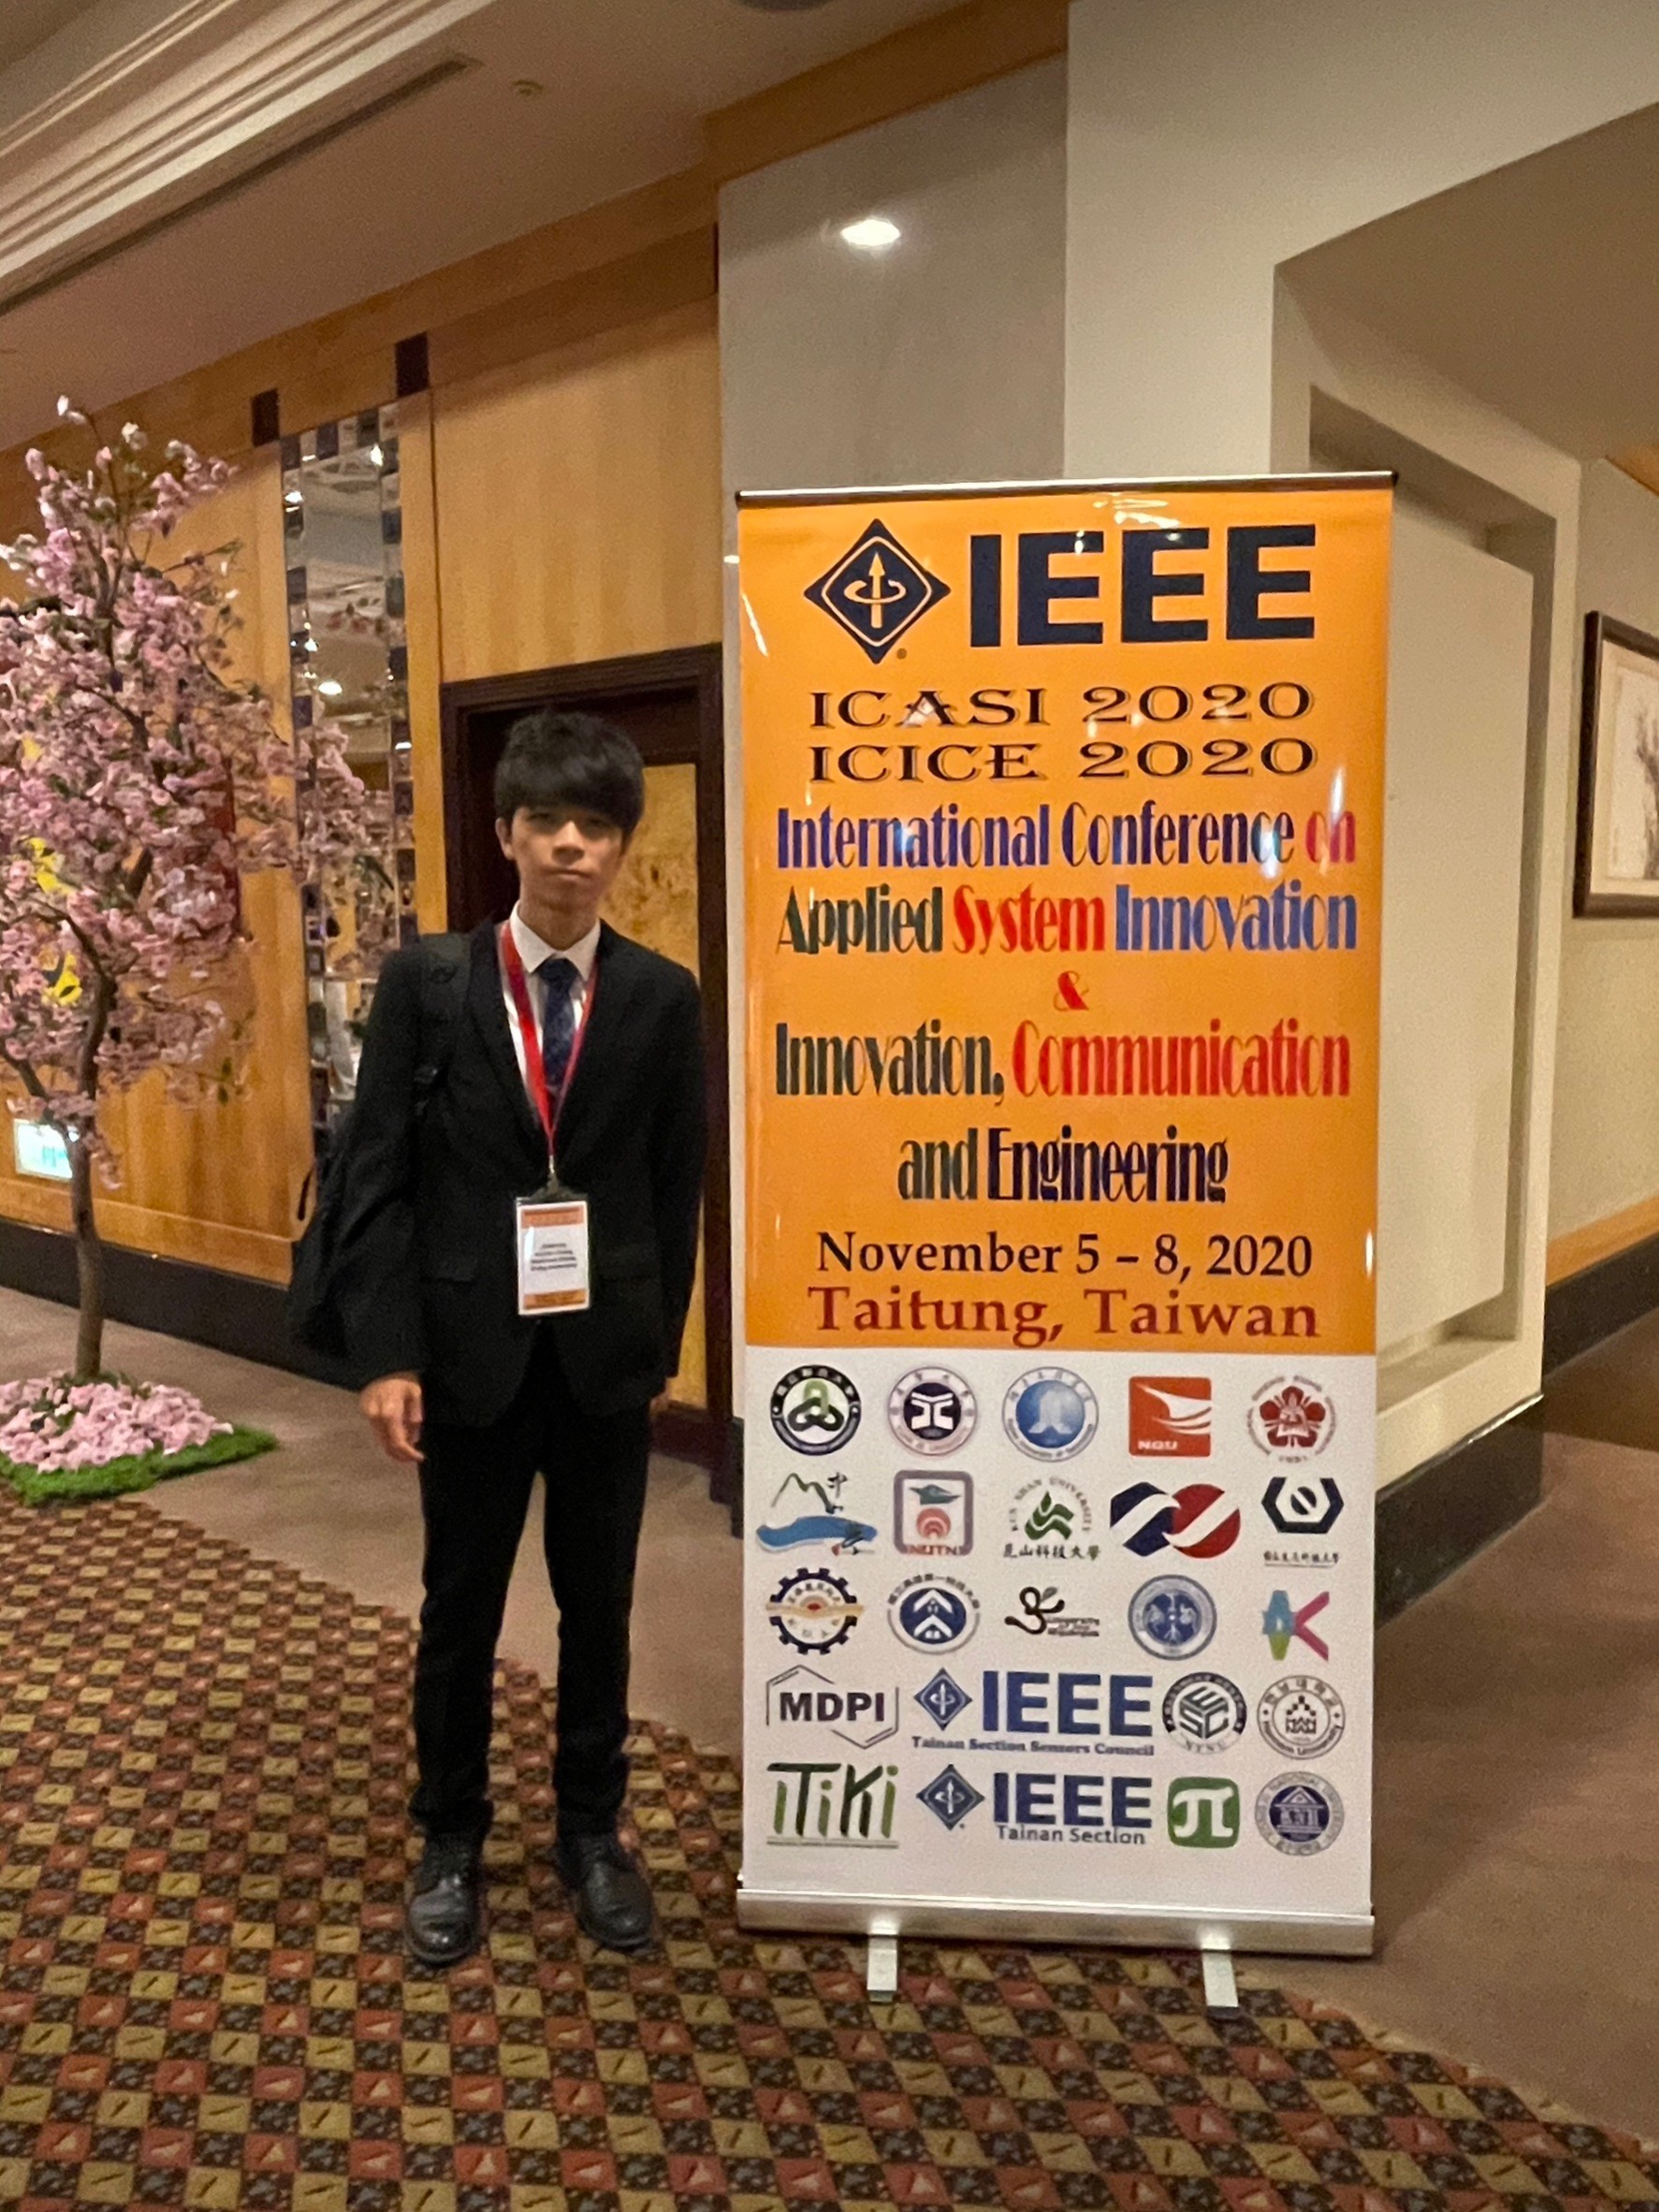 IEEE
ICASI 2020
ICICE 2020
International Conference on
Applied System Innovation
&
Innovation, Communication
and Engineering
November 5 – 8, 2020
Taitung, Taiwan
NQU
NUTN
KUN SHAN UNIVERSITY
崑山科技大學
MDPI
IEEE
Tainan Section Sensors Council
HANNAM
iTiKi
IEEE
Tainan Section